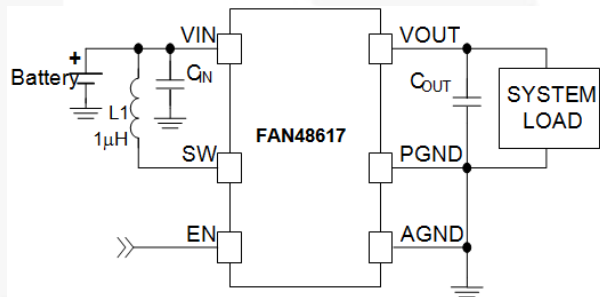 VIN
VOUT
+
Battery
CIN
COUT
L1
1µH
FAN48617
SYSTEM
LOAD
SW
PGND
EN
AGND